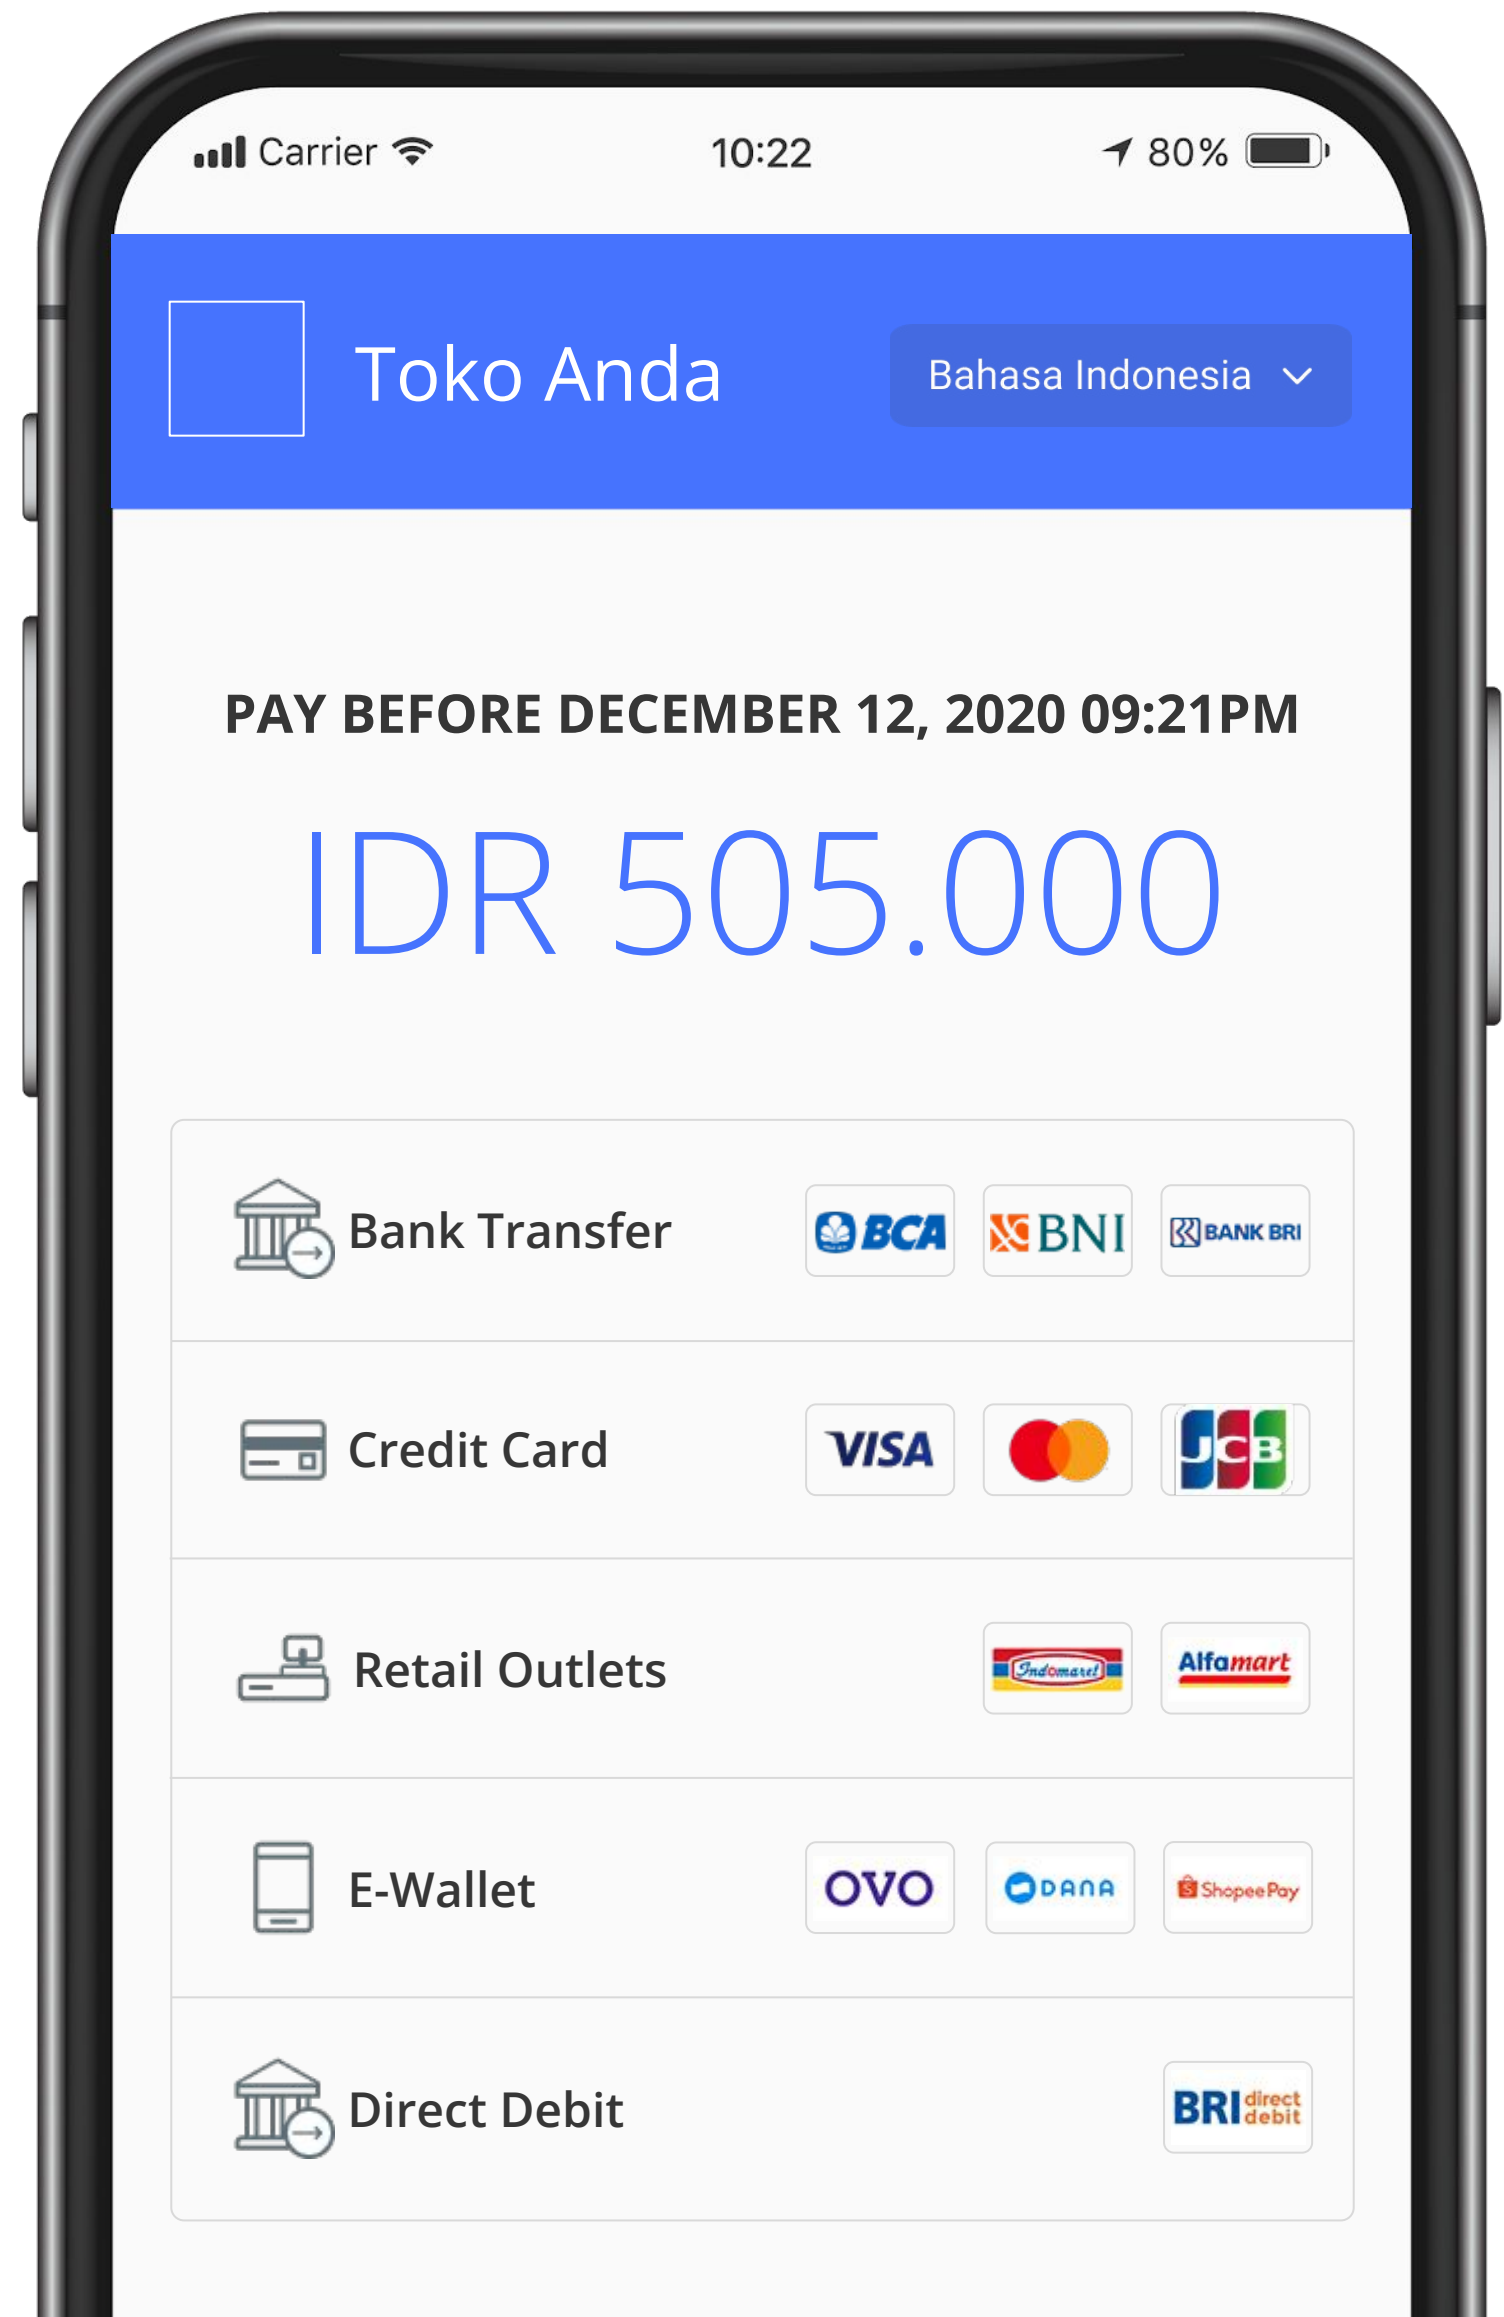 Carrier 10:22 80%
Toko Anda Bahasa Indonesia
PAY BEFORE DECEMBER 12, 2020 09:21PM
IDR 505.000
Bank Transfer BCA BNI BANK BRI
Credit Card VISA JCB
Retail Outlets Indomaret Alfamart
E-Wallet OVO DANA ShopeePay
Direct Debit BRI direct debit